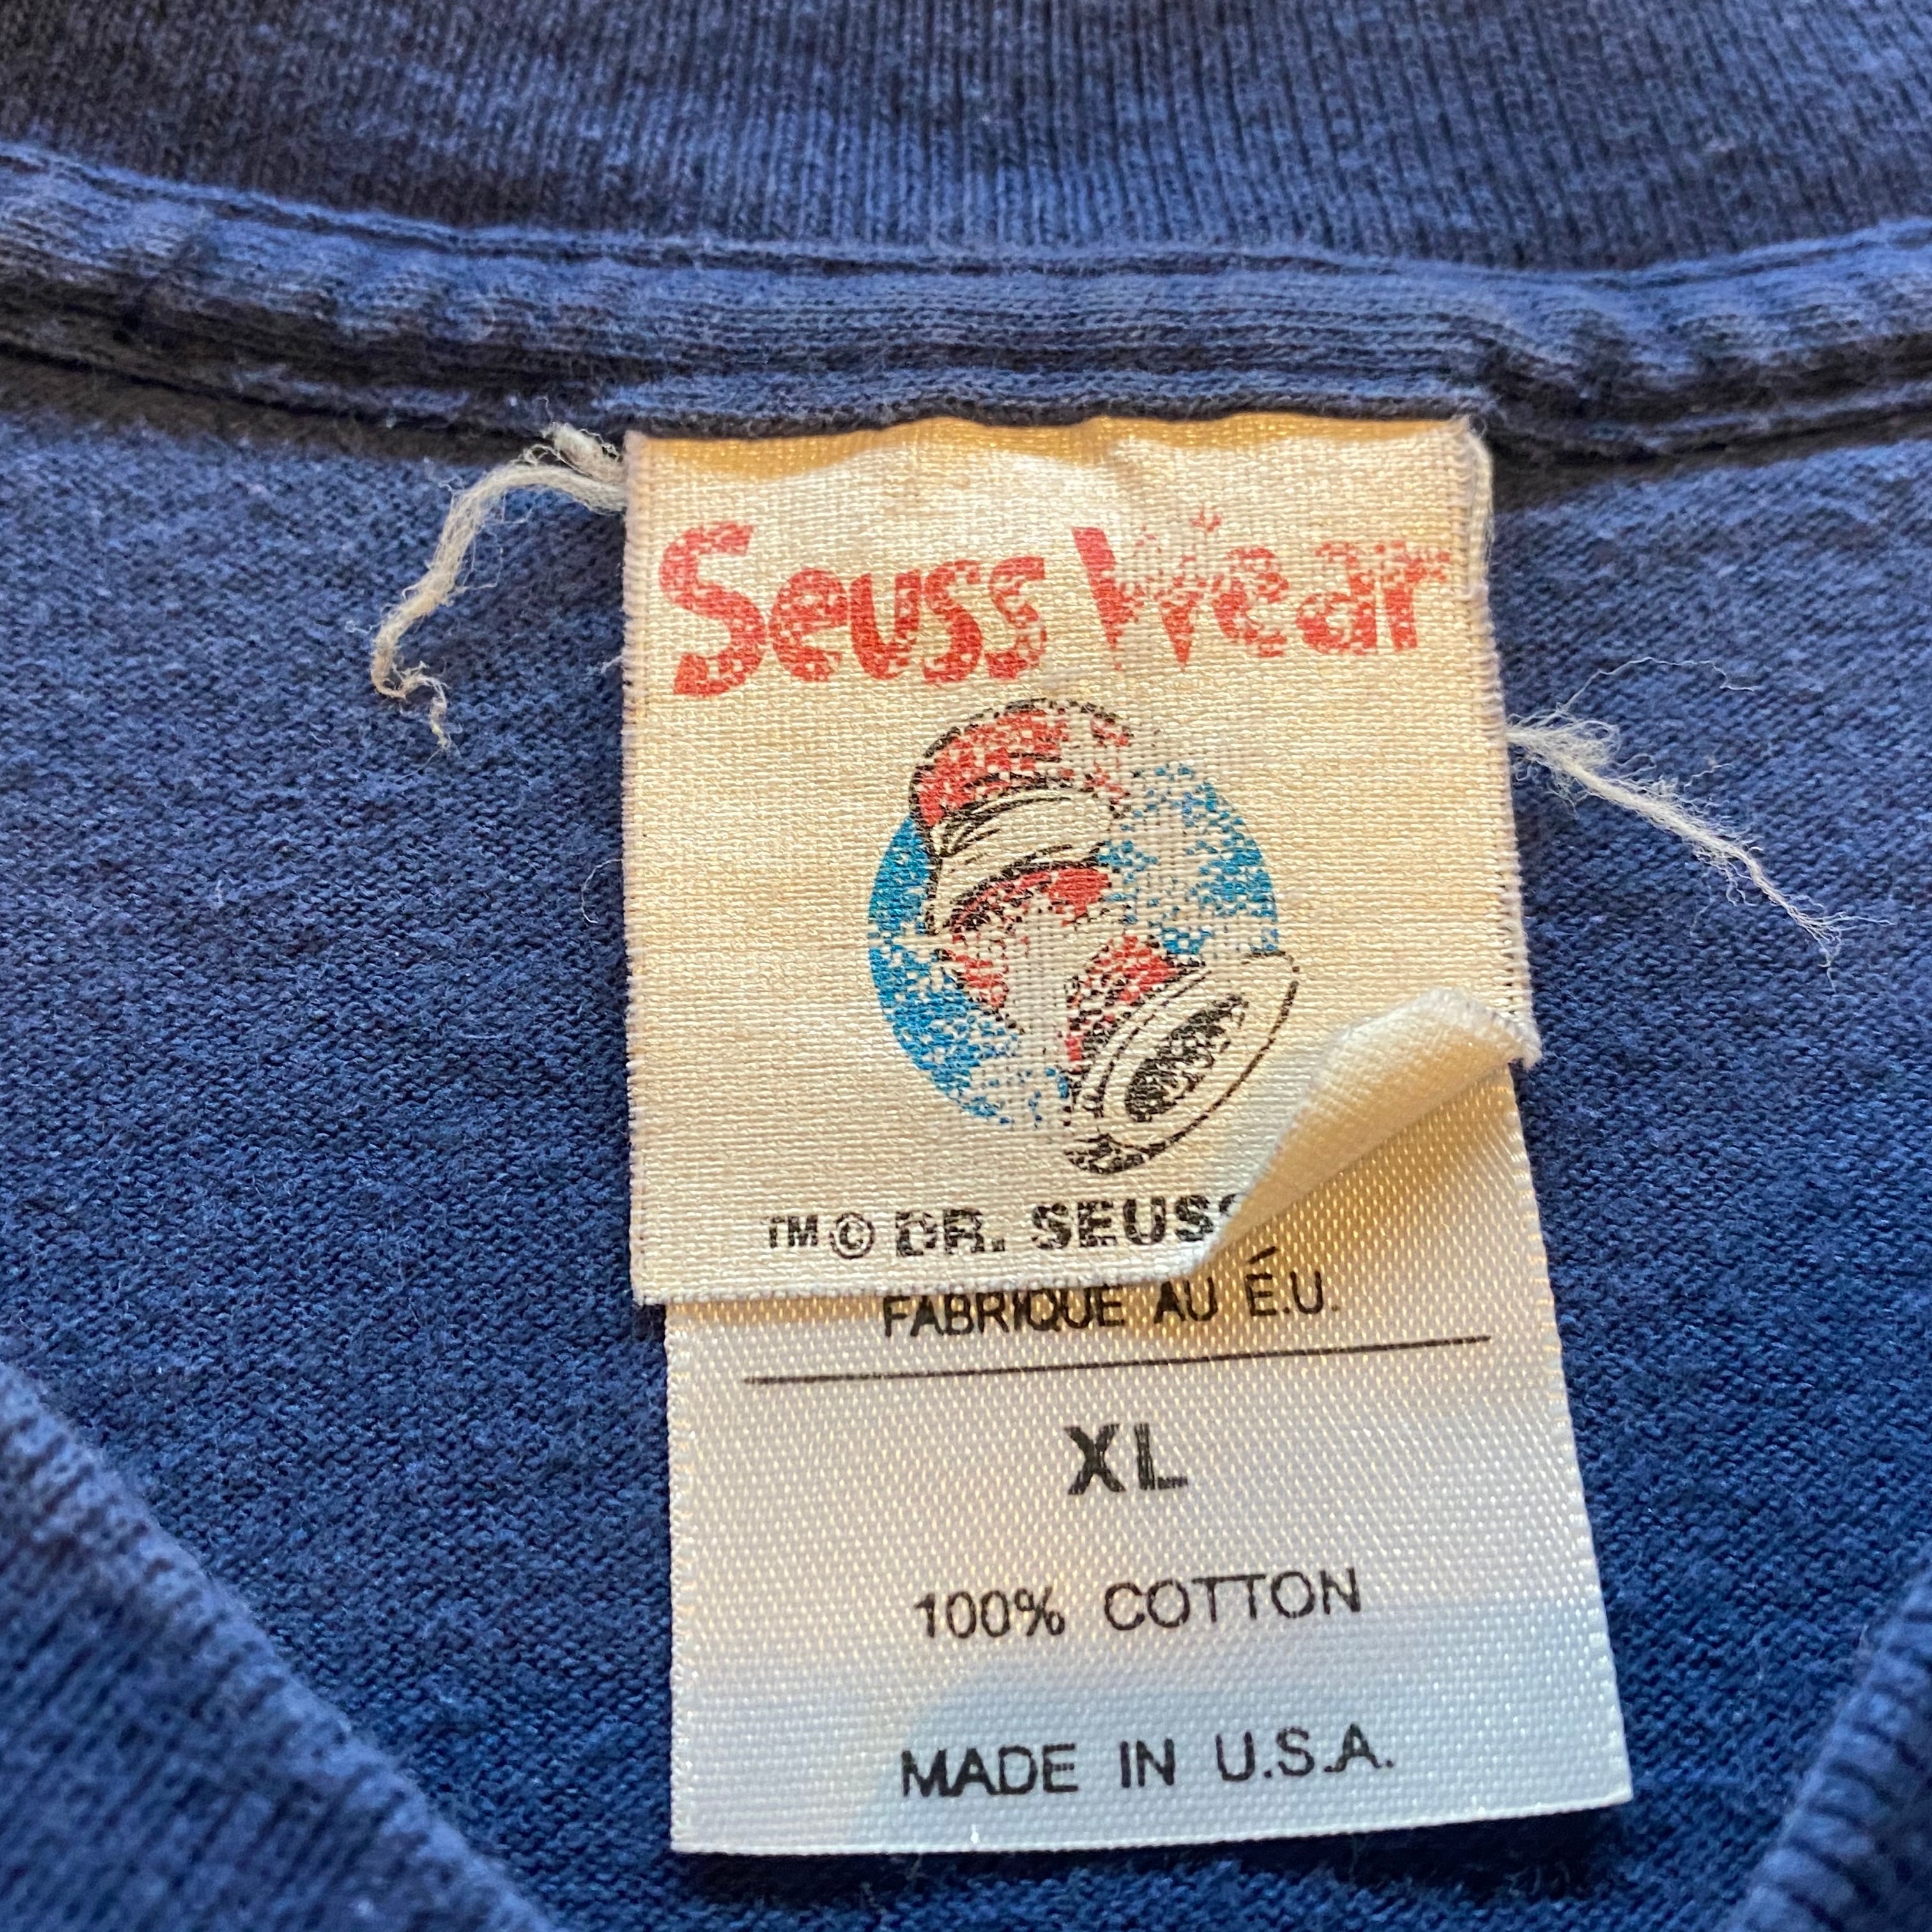 Seuss Wear
™ © DR. SEUSS
FABRIQUE AU É.U.
XL
100% COTTON
MADE IN U.S.A.